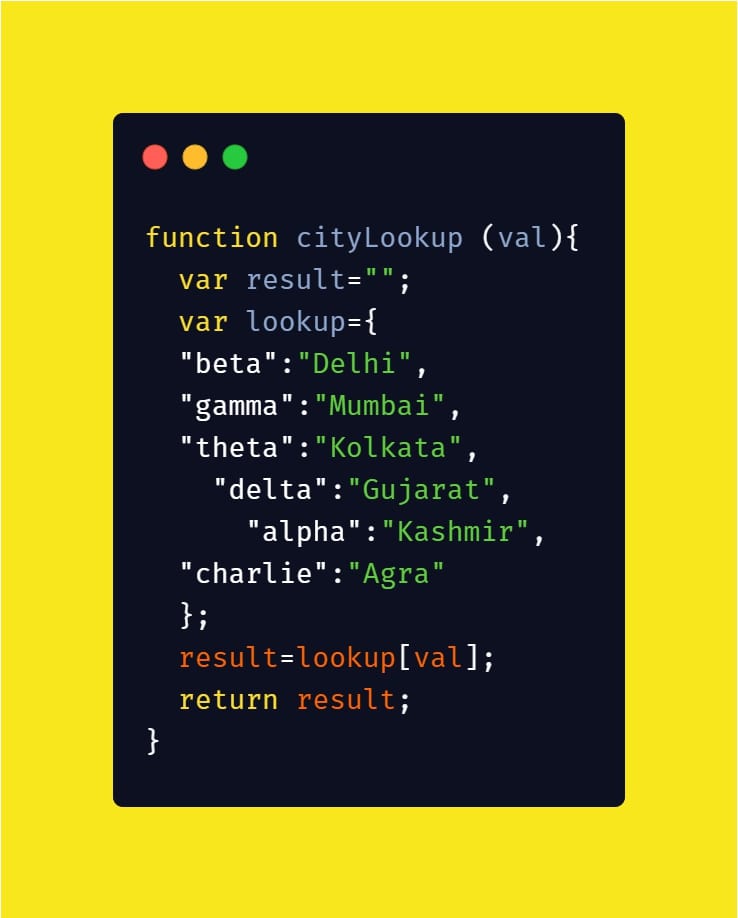 function cityLookup (val){
  var result="";
  var lookup={
  "beta":"Delhi",
  "gamma":"Mumbai",
  "theta":"Kolkata",
    "delta":"Gujarat",
      "alpha":"Kashmir",
  "charlie":"Agra"
  };
  result=lookup[val];
  return result;
}